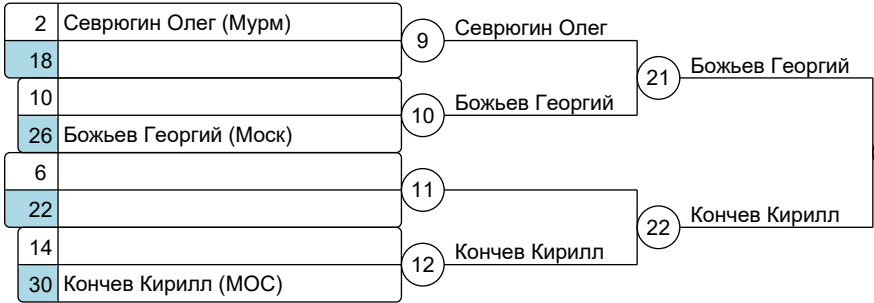 2 Севрюгин Олег (Мурм)
9 Севрюгин Олег
18
21 Божьев Георгий
10
10 Божьев Георгий
26 Божьев Георгий (Моск)
6
11
22
22 Кончев Кирилл
14
12 Кончев Кирилл
30 Кончев Кирилл (МОС)